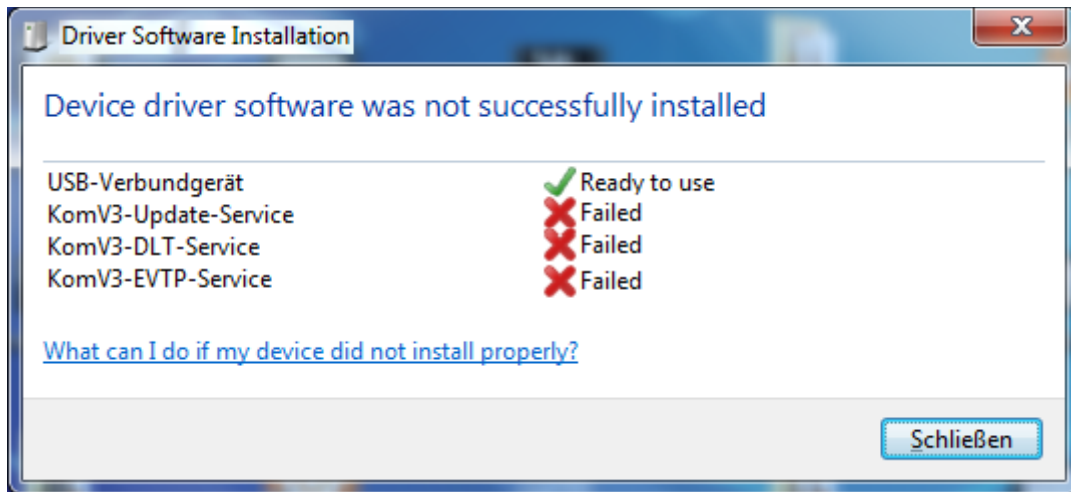 Driver Software Installation
Device driver software was not successfully installed
USB-Verbundgerät Ready to use
KomV3-Update-Service Failed
KomV3-DLT-Service Failed
KomV3-EVTP-Service Failed
What can I do if my device did not install properly?
Schließen